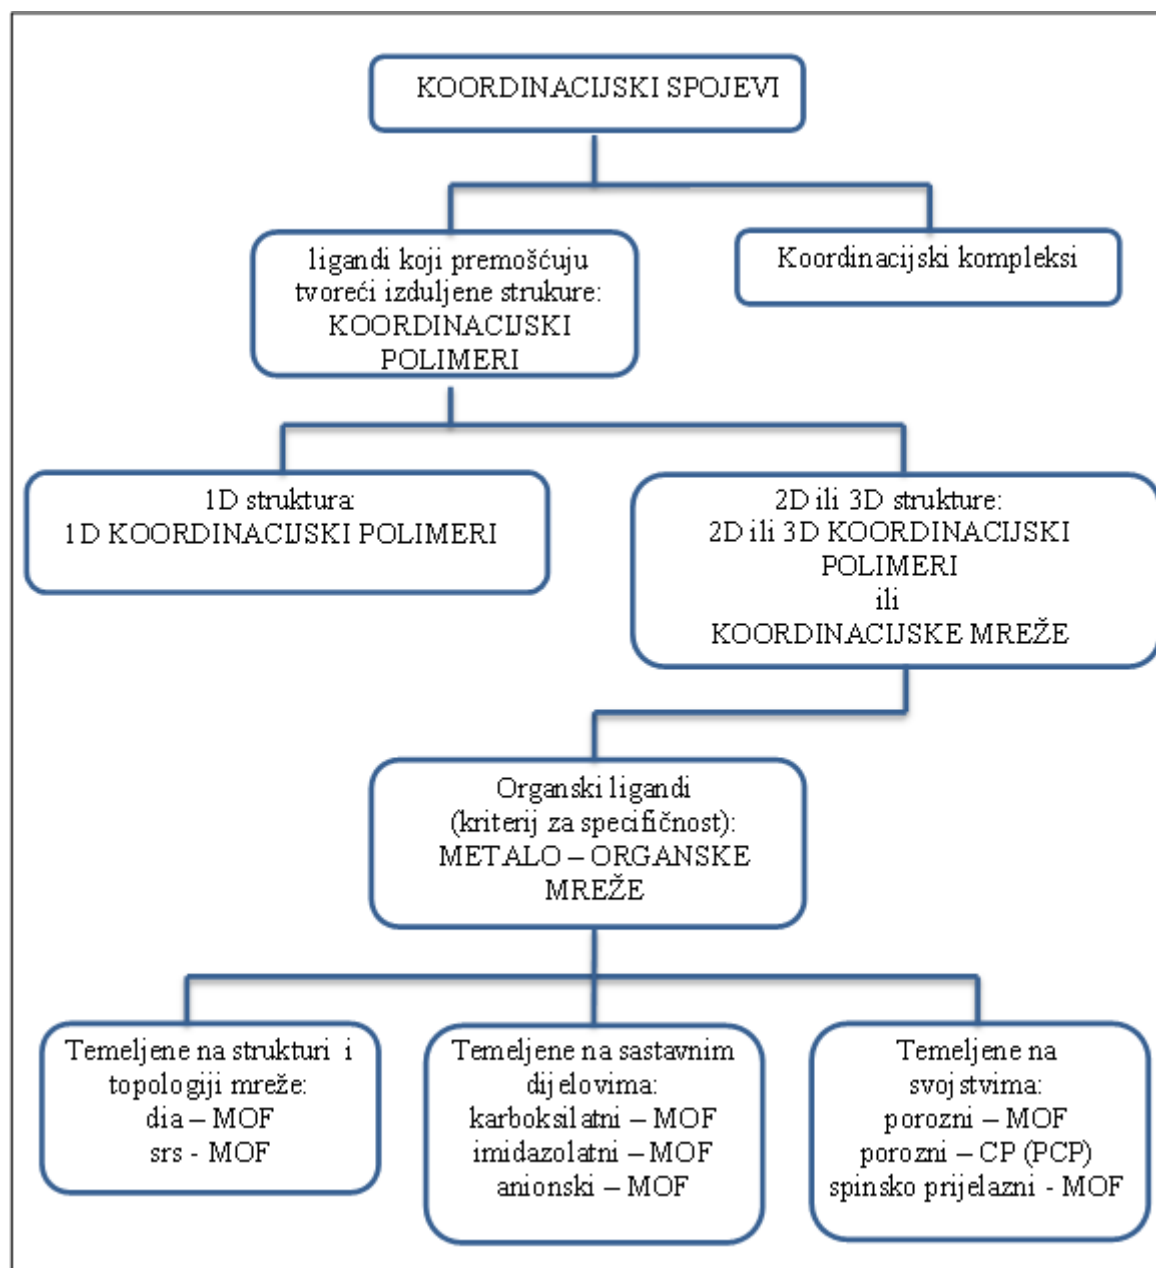 KOORDINACIJSKI SPOJEVI
ligandi koji premošćuju
tvoreći izduljene strukure:
KOORDINACIJSKI
POLIMERI
Koordinacijski kompleksi
1D struktura:
1D KOORDINACIJSKI POLIMERI
2D ili 3D strukture:
2D ili 3D KOORDINACIJSKI
POLIMERI
ili
KOORDINACIJSKE MREŽE
Organski ligandi
(kriterij za specifičnost):
METALO – ORGANSKE
MREŽE
Temeljene na strukturi i
topologiji mreže:
dia – MOF
srs - MOF
Temeljene na sastavnim
dijelovima:
karboksilatni – MOF
imidazolatni – MOF
anionski – MOF
Temeljene na
svojstvima:
porozni – MOF
porozni – CP (PCP)
spinsko prijelazni - MOF